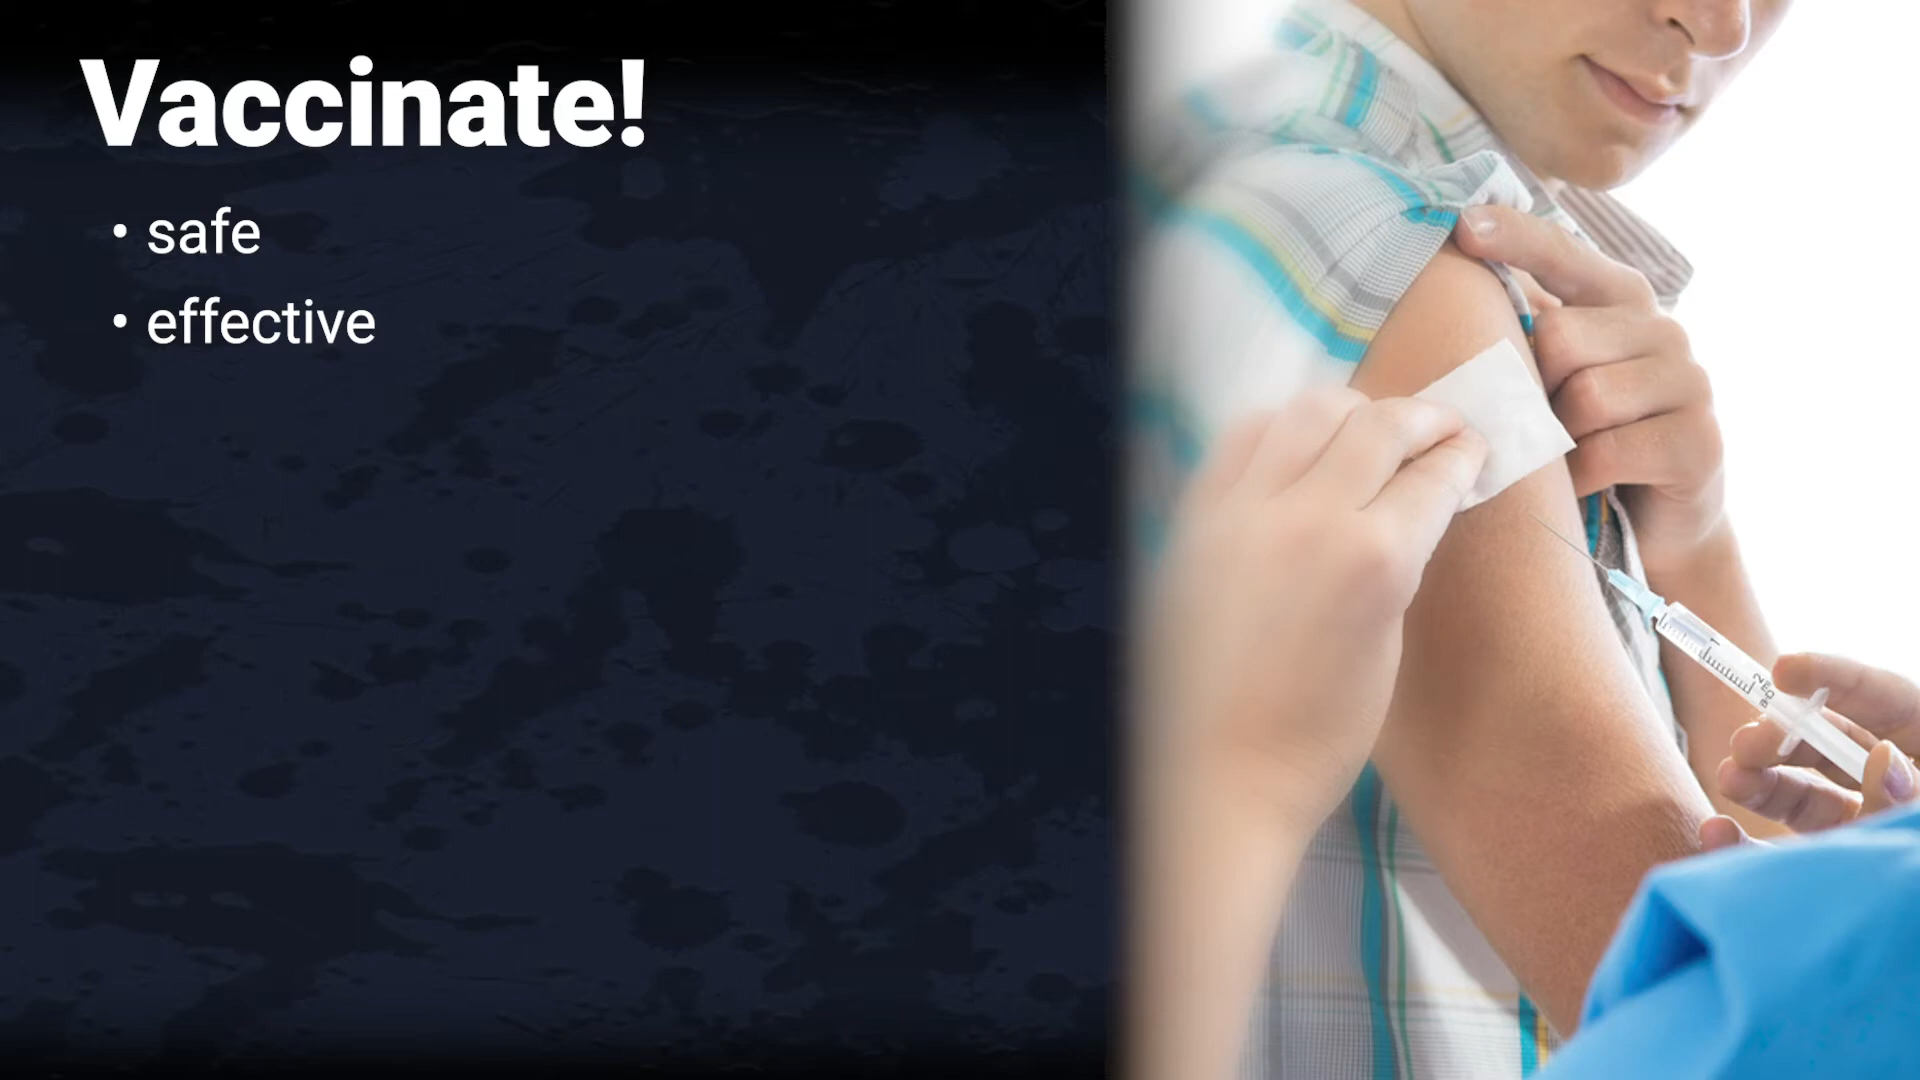 Vaccinate!
• safe
• effective